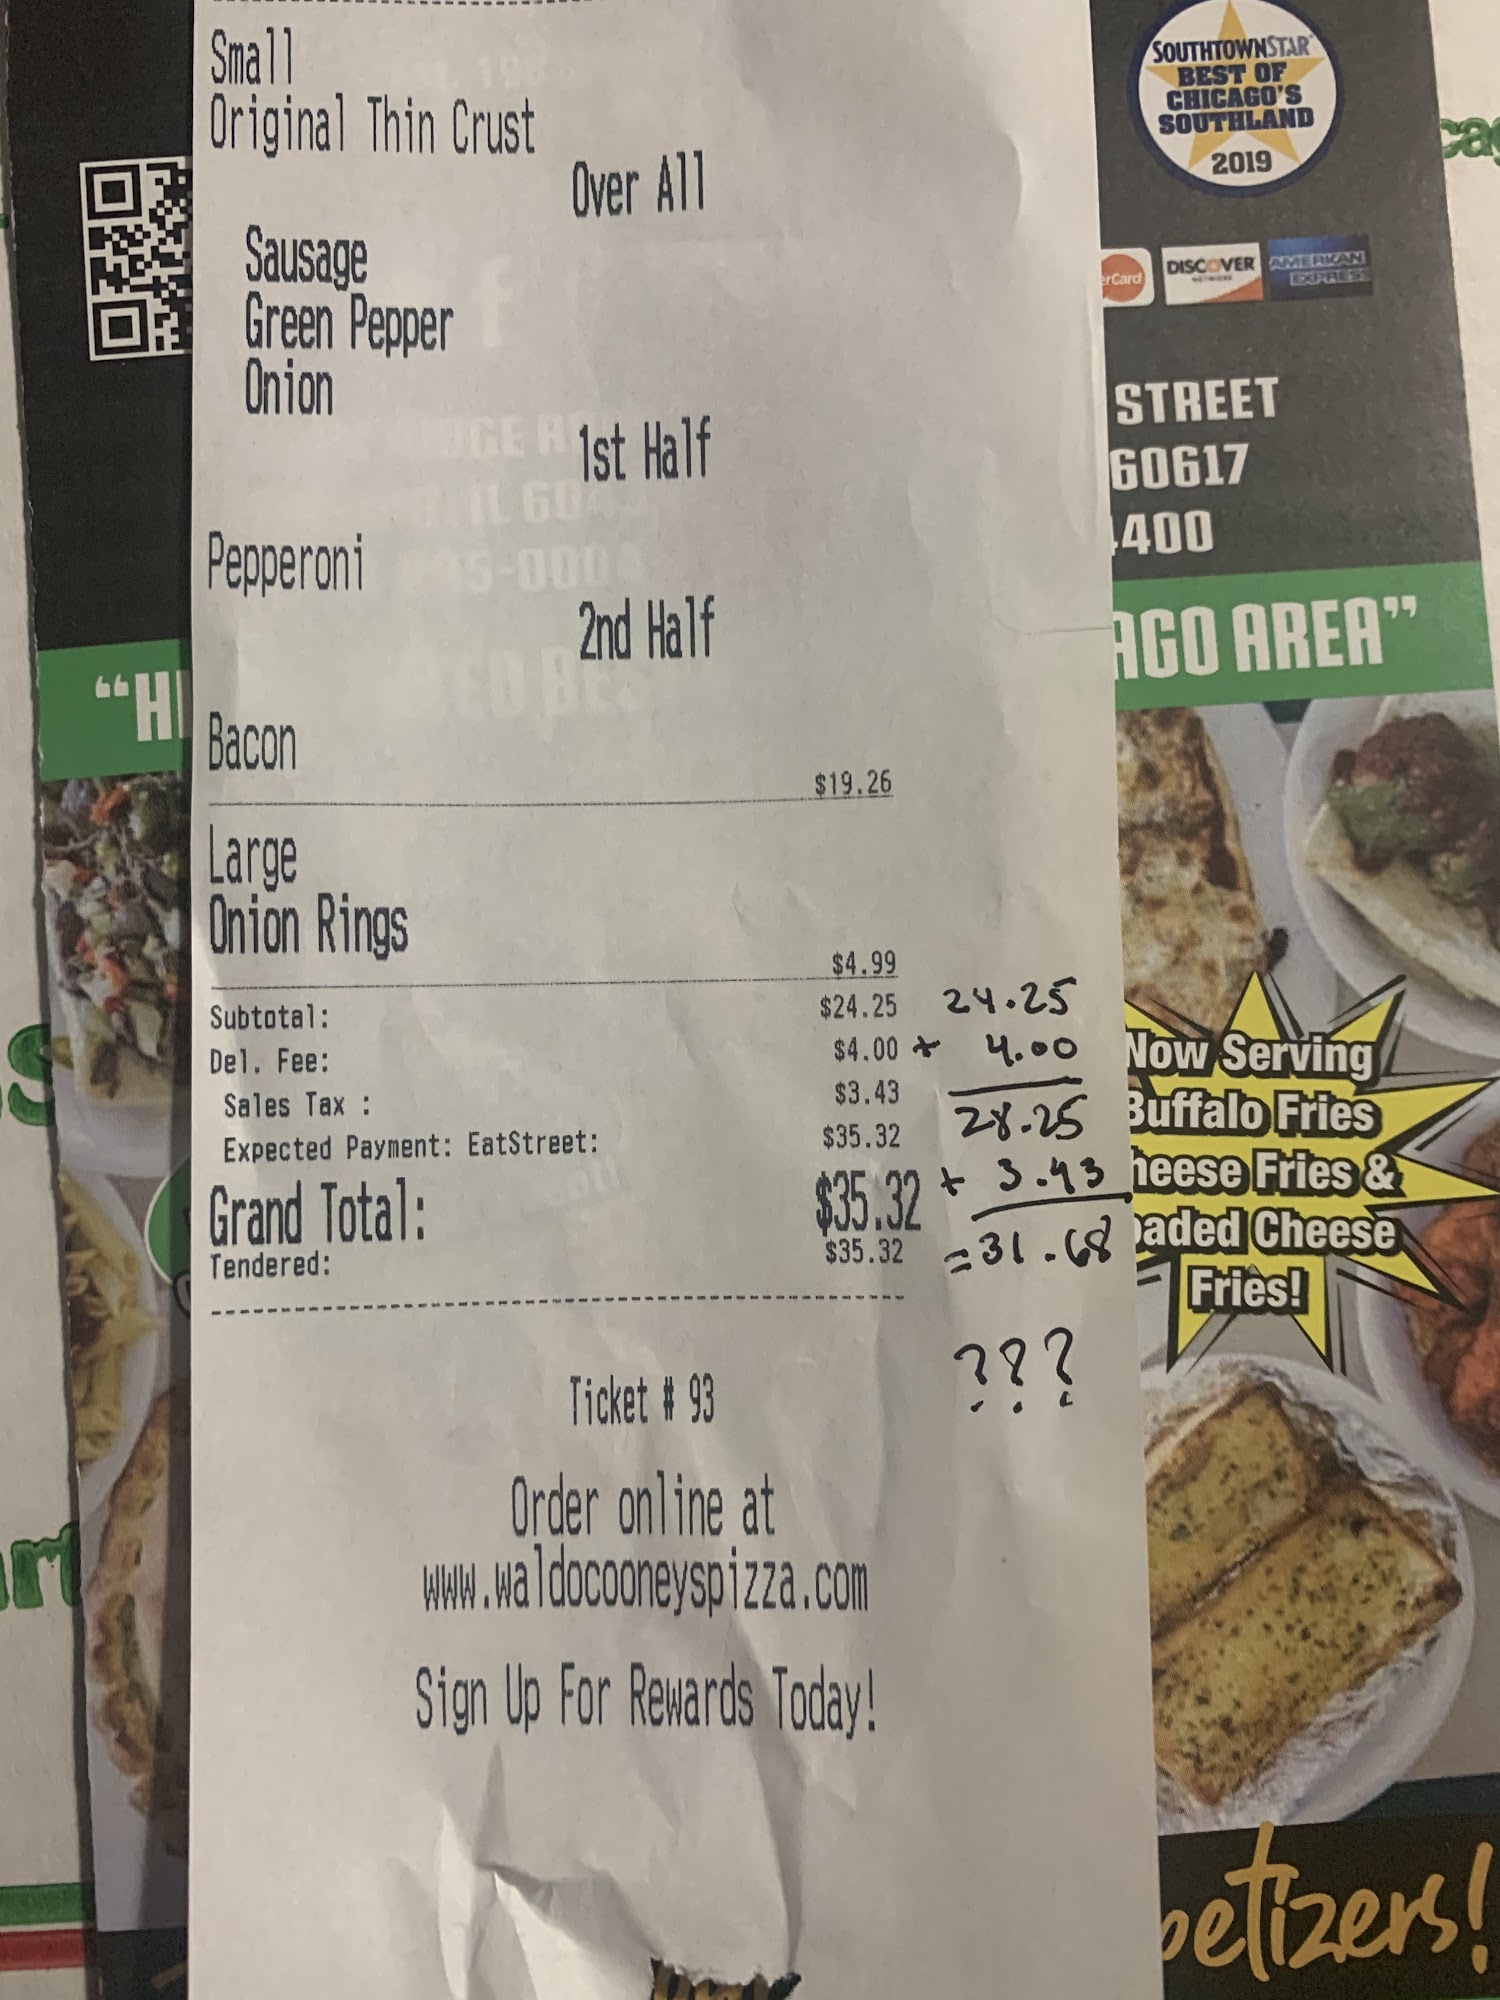 Small
Original Thin Crust
Over All
Sausage
Green Pepper
Onion
1st Half
Pepperoni
2nd Half
Bacon
$19.26
Large
Onion Rings
$4.99
Subtotal: $24.25
Del. Fee: $4.00
Sales Tax : $3.43
Expected Payment: EatStreet: $35.32
Grand Total: $35.32
Tendered: $35.32
Ticket # 93
Order online at
www.waldocooneyspizza.com
Sign Up For Rewards Today!
24.25
+ 4.00
28.25
+ 3.43
= 31.68
???
SOUTHTOWNSTAR
BEST OF
CHICAGO'S
SOUTHLAND
2019
erCard
DISCOVER
NETWORK
AMERICAN
EXPRESS
STREET
60617
400
"H
AGO AREA"
Now Serving
Buffalo Fries
heese Fries &
oaded Cheese
Fries!
petizers!